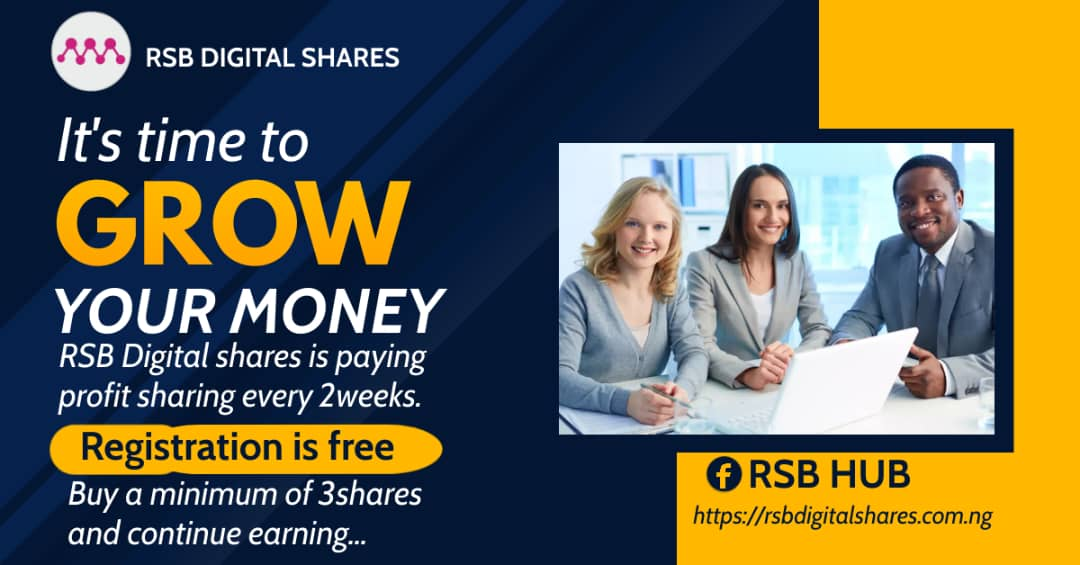 RSB DIGITAL SHARES
It's time to
GROW
YOUR MONEY
RSB Digital shares is paying
profit sharing every 2weeks.
Registration is free
Buy a minimum of 3shares
and continue earning...
RSB HUB
https://rsbdigitalshares.com.ng